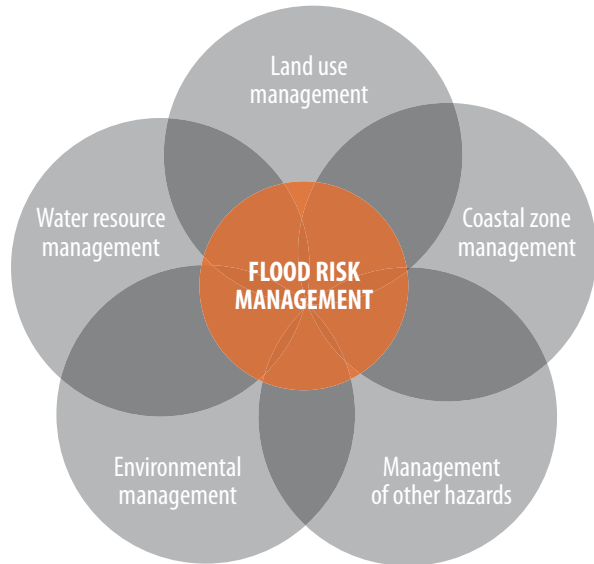 Land use
management
Water resource
management
Coastal zone
management
FLOOD RISK
MANAGEMENT
Environmental
management
Management
of other hazards